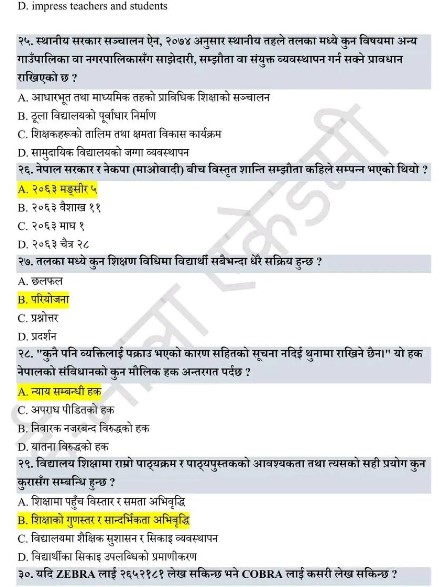 D. impress teachers and students
२५. स्थानीय सरकार सञ्चालन ऐन, २०७४ अनुसार स्थानीय तहले तलका मध्ये कुन विषयमा अन्य
गाउँपालिका वा नगरपालिकासँग साझेदारी, सम्झौता वा संयुक्त व्यवस्थापन गर्न सक्ने प्रावधान
राखिएको छ ?
A. आधारभूत तथा माध्यमिक तहको प्राविधिक शिक्षाको सञ्चालन
B. ठूला विद्यालयको पूर्वाधार निर्माण
C. शिक्षकहरूको तालिम तथा क्षमता विकास कार्यक्रम
D. सामुदायिक विद्यालयको जग्गा व्यवस्थापन
२६. नेपाल सरकार र नेकपा (माओवादी) बीच विस्तृत शान्ति सम्झौता कहिले सम्पन्न भएको थियो ?
A. २०६३ मङ्सीर ५
B. २०६३ वैशाख ११
C. २०६३ माघ १
D. २०६३ चैत्र २८
२७. तलका मध्ये कुन शिक्षण विधिमा विद्यार्थी सबैभन्दा धेरै सक्रिय हुन्छ ?
A. छलफल
B. परियोजना
C. प्रश्नोत्तर
D. प्रदर्शन
२८. "कुनै पनि व्यक्तिलाई पक्राउ भएको कारण सहितको सूचना नदिई थुनामा राखिने छैन।" यो हक
नेपालको संविधानको कुन मौलिक हक अन्तरगत पर्दछ ?
A. न्याय सम्बन्धी हक
C. अपराध पीडितको हक
B. निवारक नजरबन्द विरुद्धको हक
D. यातना विरुद्धको हक
२९. विद्यालय शिक्षामा राम्रो पाठ्यक्रम र पाठ्यपुस्तकको आवश्यकता तथा त्यसको सही प्रयोग कुन
कुरासँग सम्बन्धि हुन्छ ?
A. शिक्षामा पहुँच विस्तार र समता अभिवृद्धि
B. शिक्षाको गुणस्तर र सान्दर्भिकता अभिवृद्धि
C. विद्यालयमा शैक्षिक सुशासन र सिकाइ व्यवस्थापन
D. विद्यार्थीका सिकाइ उपलब्धिको प्रमाणीकरण
३०. यदि ZEBRA लाई २६५२१८१ लेख सकिन्छ भने COBRA लाई कसरी लेख सकिन्छ ?